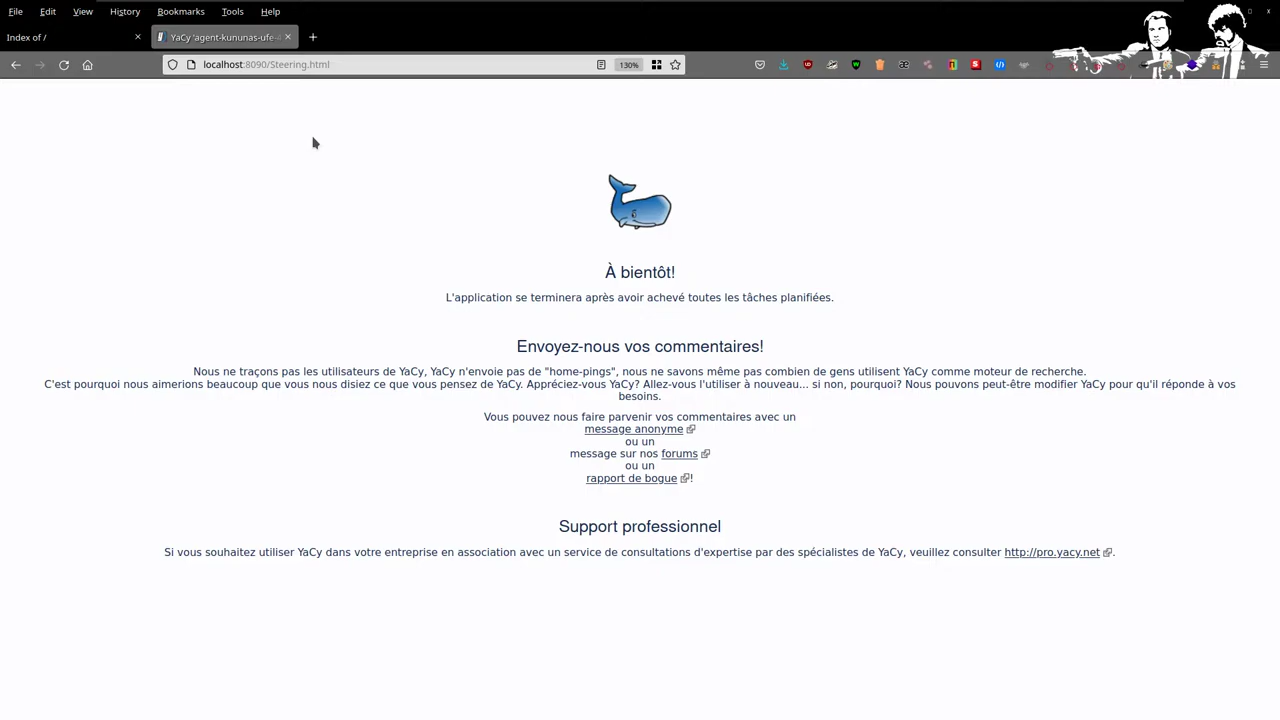 File Edit View History Bookmarks Tools Help
Index of / YaCy 'agent-kununas-ufe-
localhost:8090/Steering.html 130%
À bientôt!
L'application se terminera après avoir achevé toutes les tâches planifiées.
Envoyez-nous vos commentaires!
Nous ne traçons pas les utilisateurs de YaCy, YaCy n'envoie pas de "home-pings", nous ne savons même pas combien de gens utilisent YaCy comme moteur de recherche.
C'est pourquoi nous aimerions beaucoup que vous nous disiez ce que vous pensez de YaCy. Appréciez-vous YaCy? Allez-vous l'utiliser à nouveau... si non, pourquoi? Nous pouvons peut-être modifier YaCy pour qu'il réponde à vos
besoins.
Vous pouvez nous faire parvenir vos commentaires avec un
message anonyme
ou un
message sur nos forums
ou un
rapport de bogue !
Support professionnel
Si vous souhaitez utiliser YaCy dans votre entreprise en association avec un service de consultations d'expertise par des spécialistes de YaCy, veuillez consulter http://pro.yacy.net .